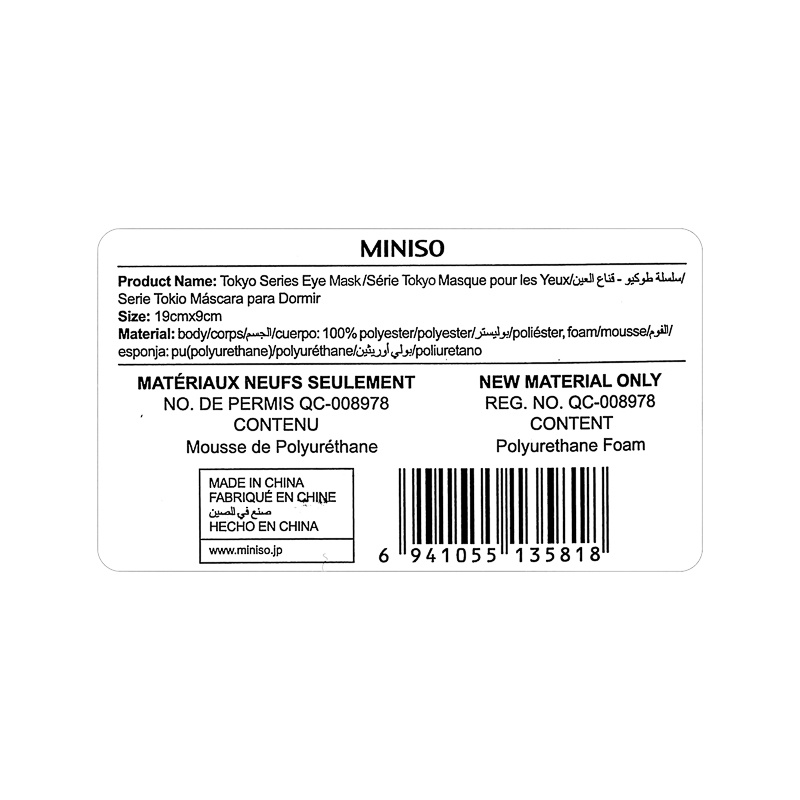 MINISO
Product Name: Tokyo Series Eye Mask/Série Tokyo Masque pour les Yeux/سلسلة طوكيو - قناع العين/
Serie Tokio Máscara para Dormir
Size: 19cmx9cm
Material: body/corps/الجسم/cuerpo: 100% polyester/polyester/بوليستر/poliéster, foam/mousse/الفوم/
esponja: pu(polyurethane)/polyuréthane/بولي أوريثين/poliuretano
MATÉRIAUX NEUFS SEULEMENT
NO. DE PERMIS QC-008978
CONTENU
Mousse de Polyuréthane
NEW MATERIAL ONLY
REG. NO. QC-008978
CONTENT
Polyurethane Foam
MADE IN CHINA
FABRIQUÉ EN CHINE
صنع في الصين
HECHO EN CHINA
www.miniso.jp
6 941055 135818